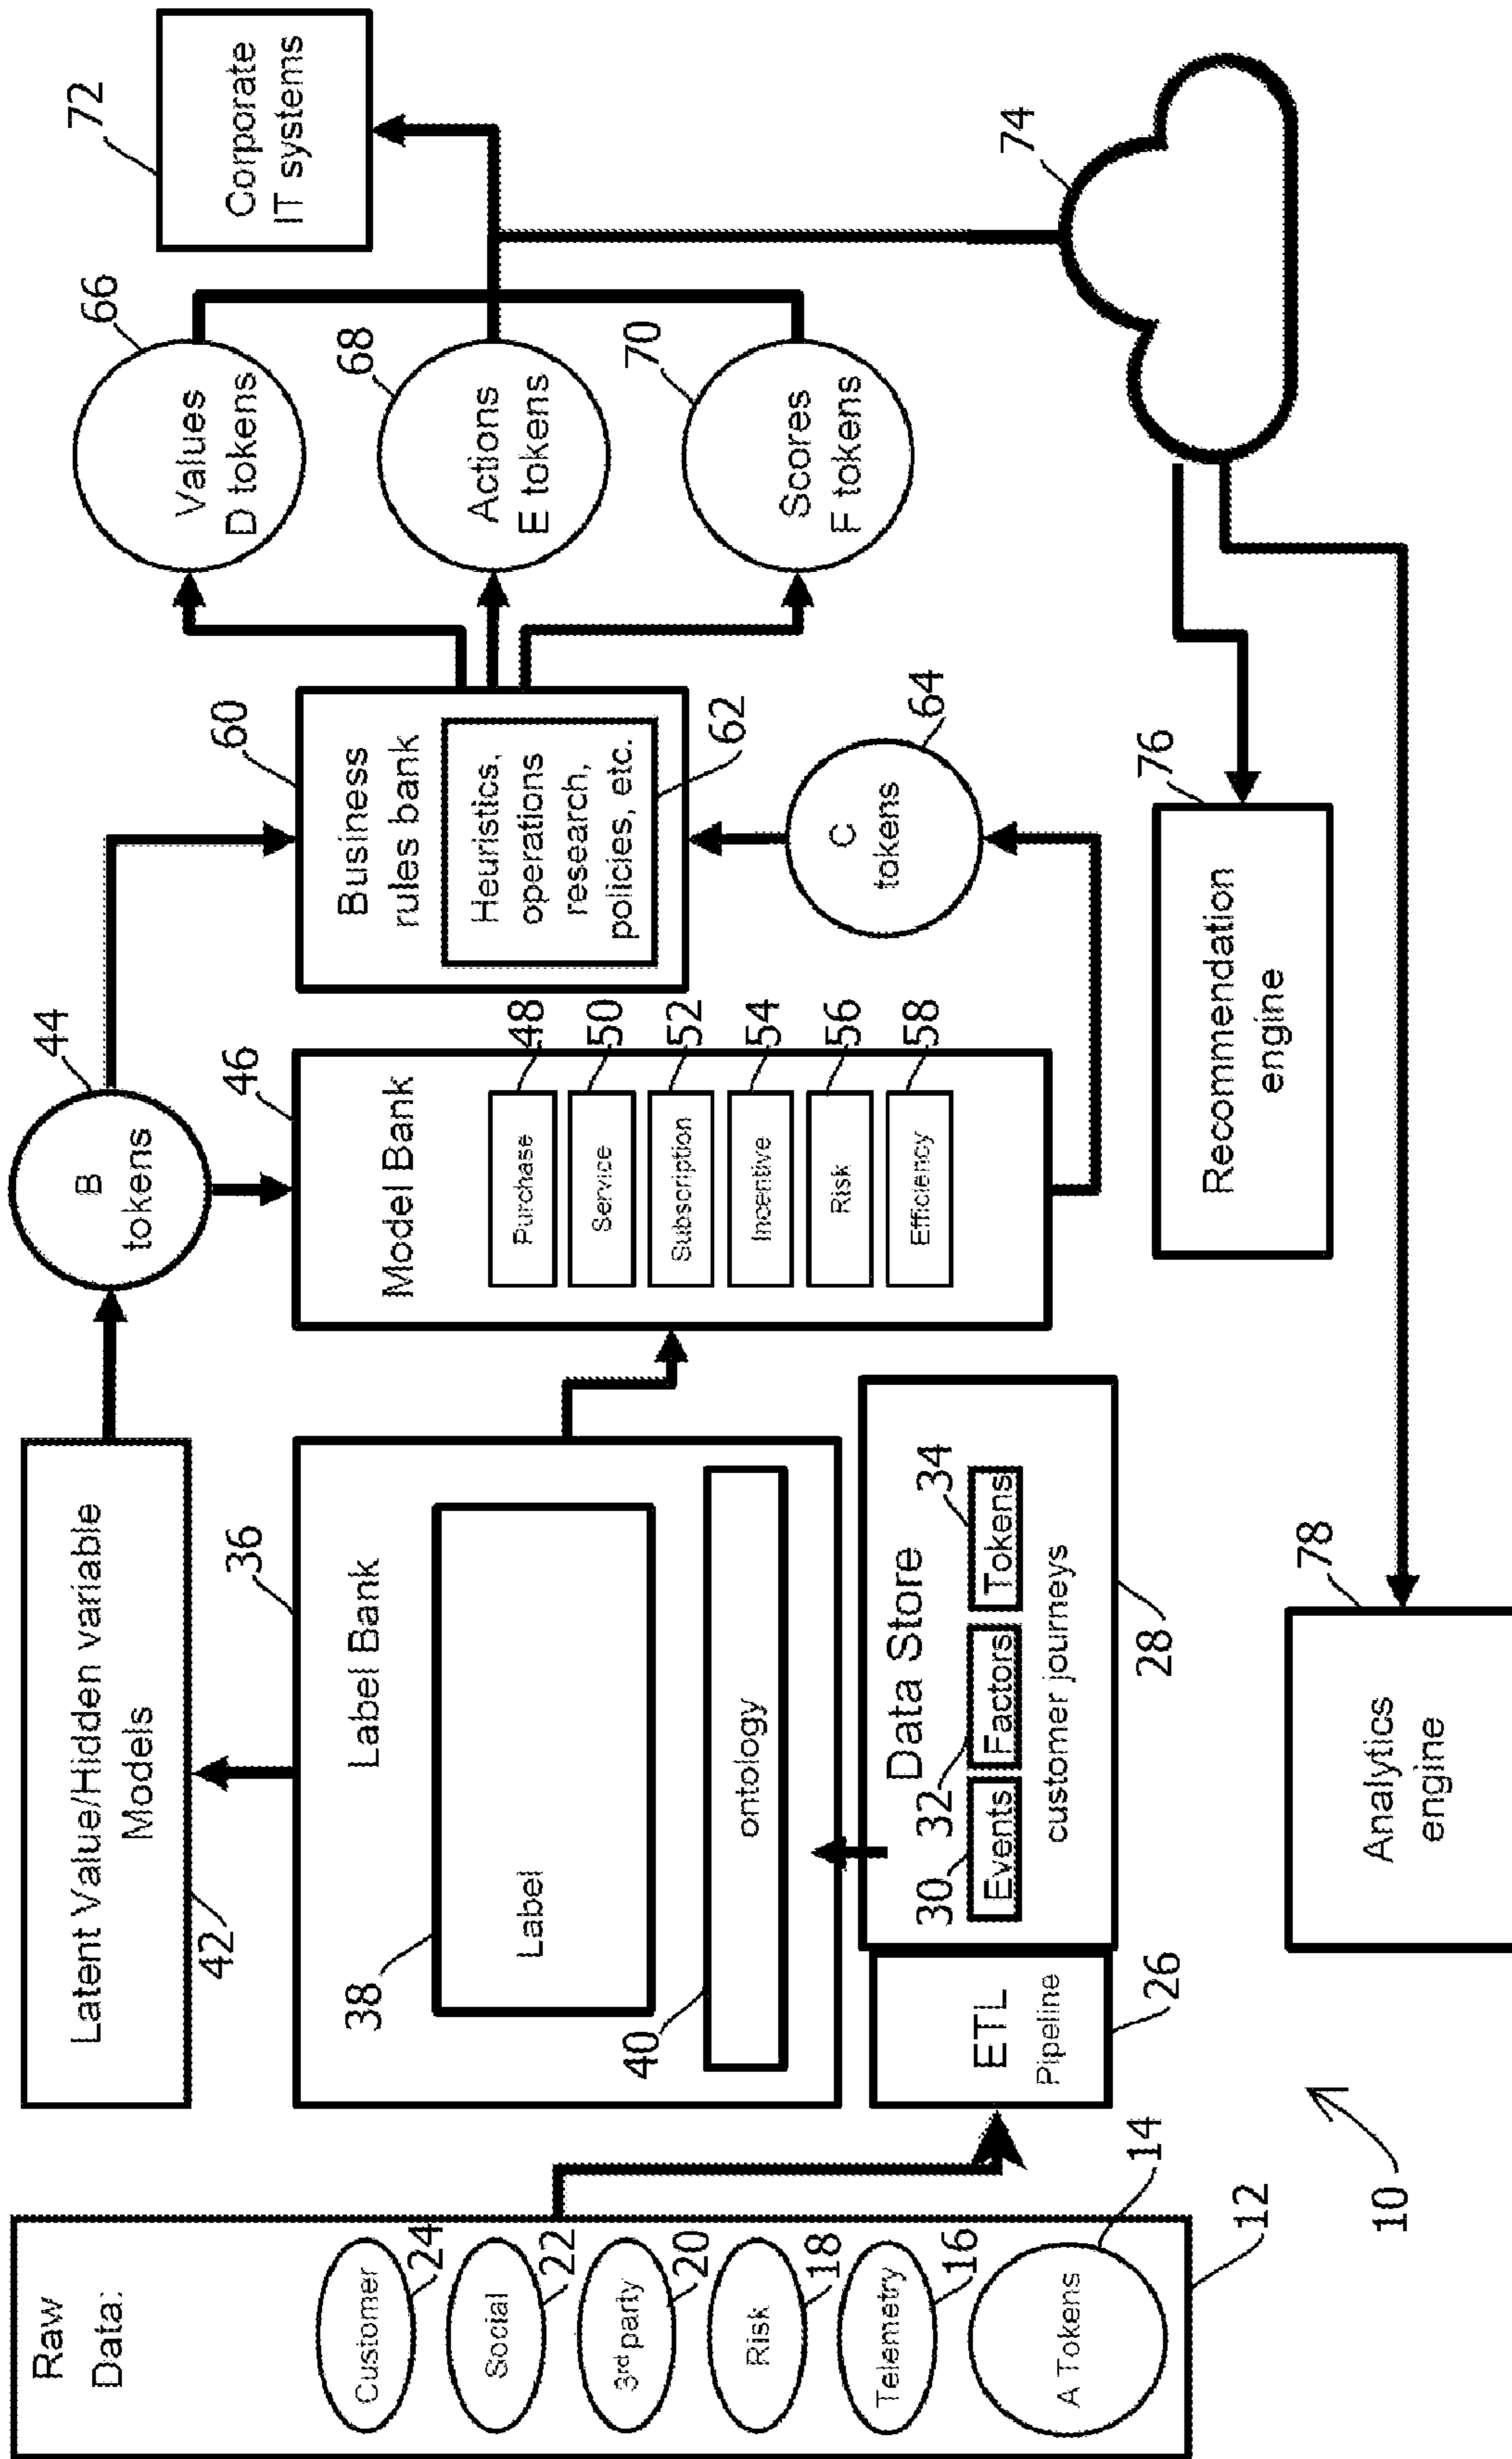 Raw
Data:
Customer
24
Social
22
3rd party
20
Risk
18
Telemetry
16
A Tokens
14
12
10
Latent Value/Hidden variable
Models
42
Label Bank
36
38
Label
40
ontology
ETL
Pipeline
26
Data Store
30
Events
32
Factors
34
Tokens
customer journeys
28
B
tokens
44
Model Bank
46
Purchase
48
Service
50
Subscription
52
Incentive
54
Risk
56
Efficiency
58
Business
rules bank
60
Heuristics,
operations
research,
policies, etc.
62
C
tokens
64
Values
D tokens
66
Actions
E tokens
68
Scores
F tokens
70
Corporate
IT systems
72
74
Recommendation
engine
76
Analytics
engine
78